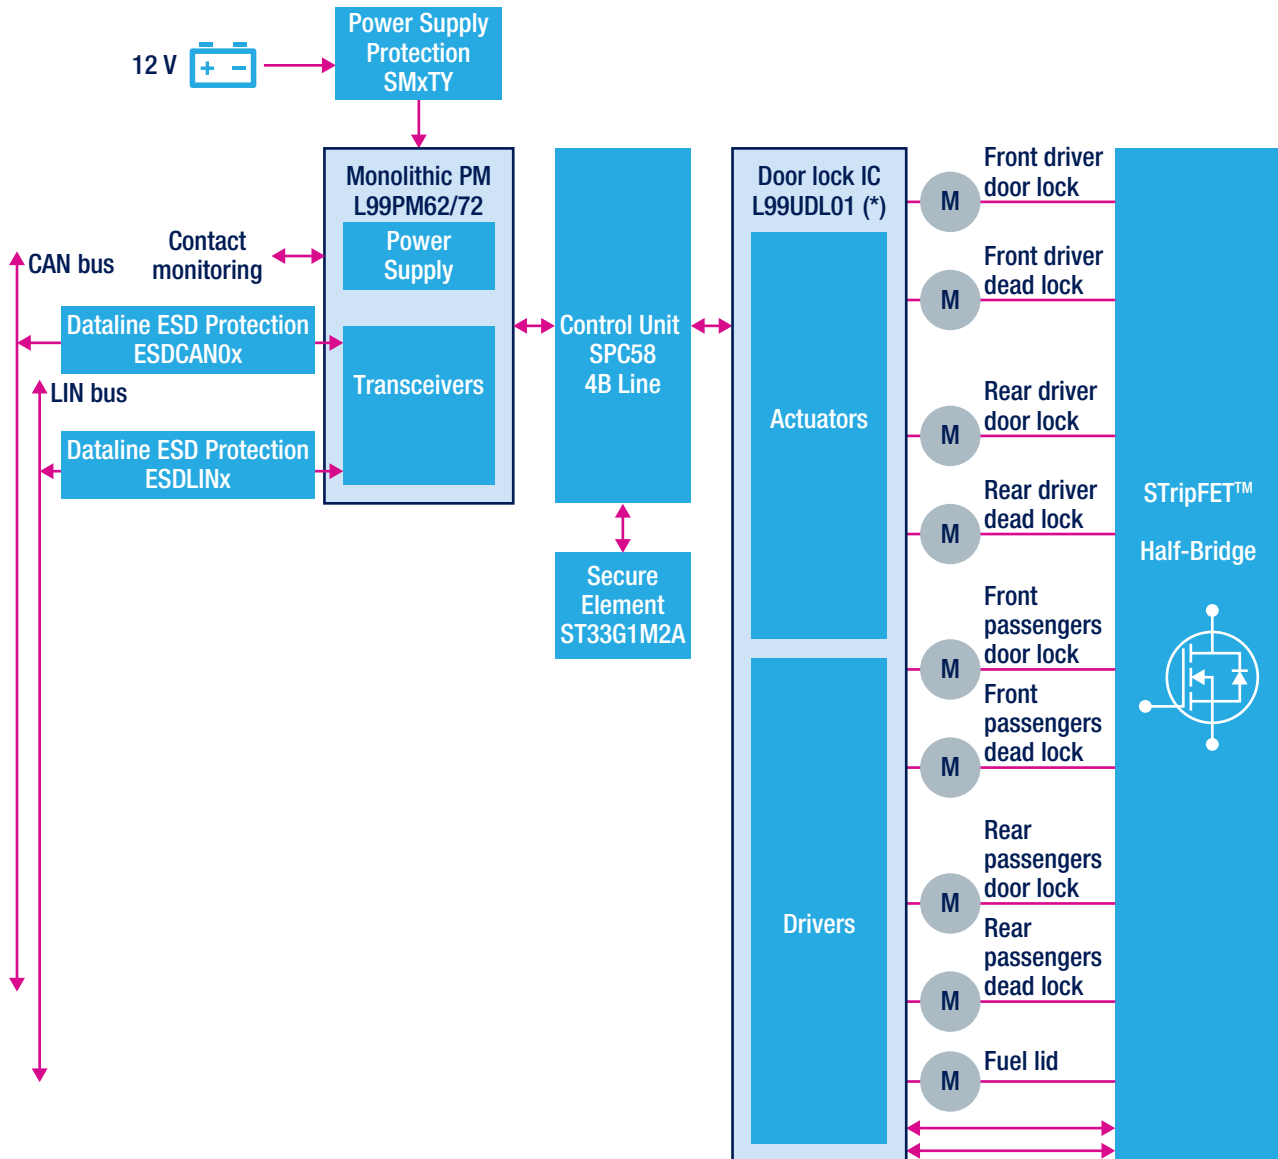 Power Supply
Protection
SMxTY
12 V
+ −
Monolithic PM
L99PM62/72
Power
Supply
Transceivers
Contact
monitoring
CAN bus
Dataline ESD Protection
ESDCAN0x
LIN bus
Dataline ESD Protection
ESDLINx
Control Unit
SPC58
4B Line
Secure
Element
ST33G1M2A
Door lock IC
L99UDL01 (*)
Actuators
Drivers
M
Front driver
door lock
M
Front driver
dead lock
M
Rear driver
door lock
M
Rear driver
dead lock
M
Front
passengers
door lock
M
Front
passengers
dead lock
M
Rear
passengers
door lock
M
Rear
passengers
dead lock
M
Fuel lid
STripFET™
Half-Bridge